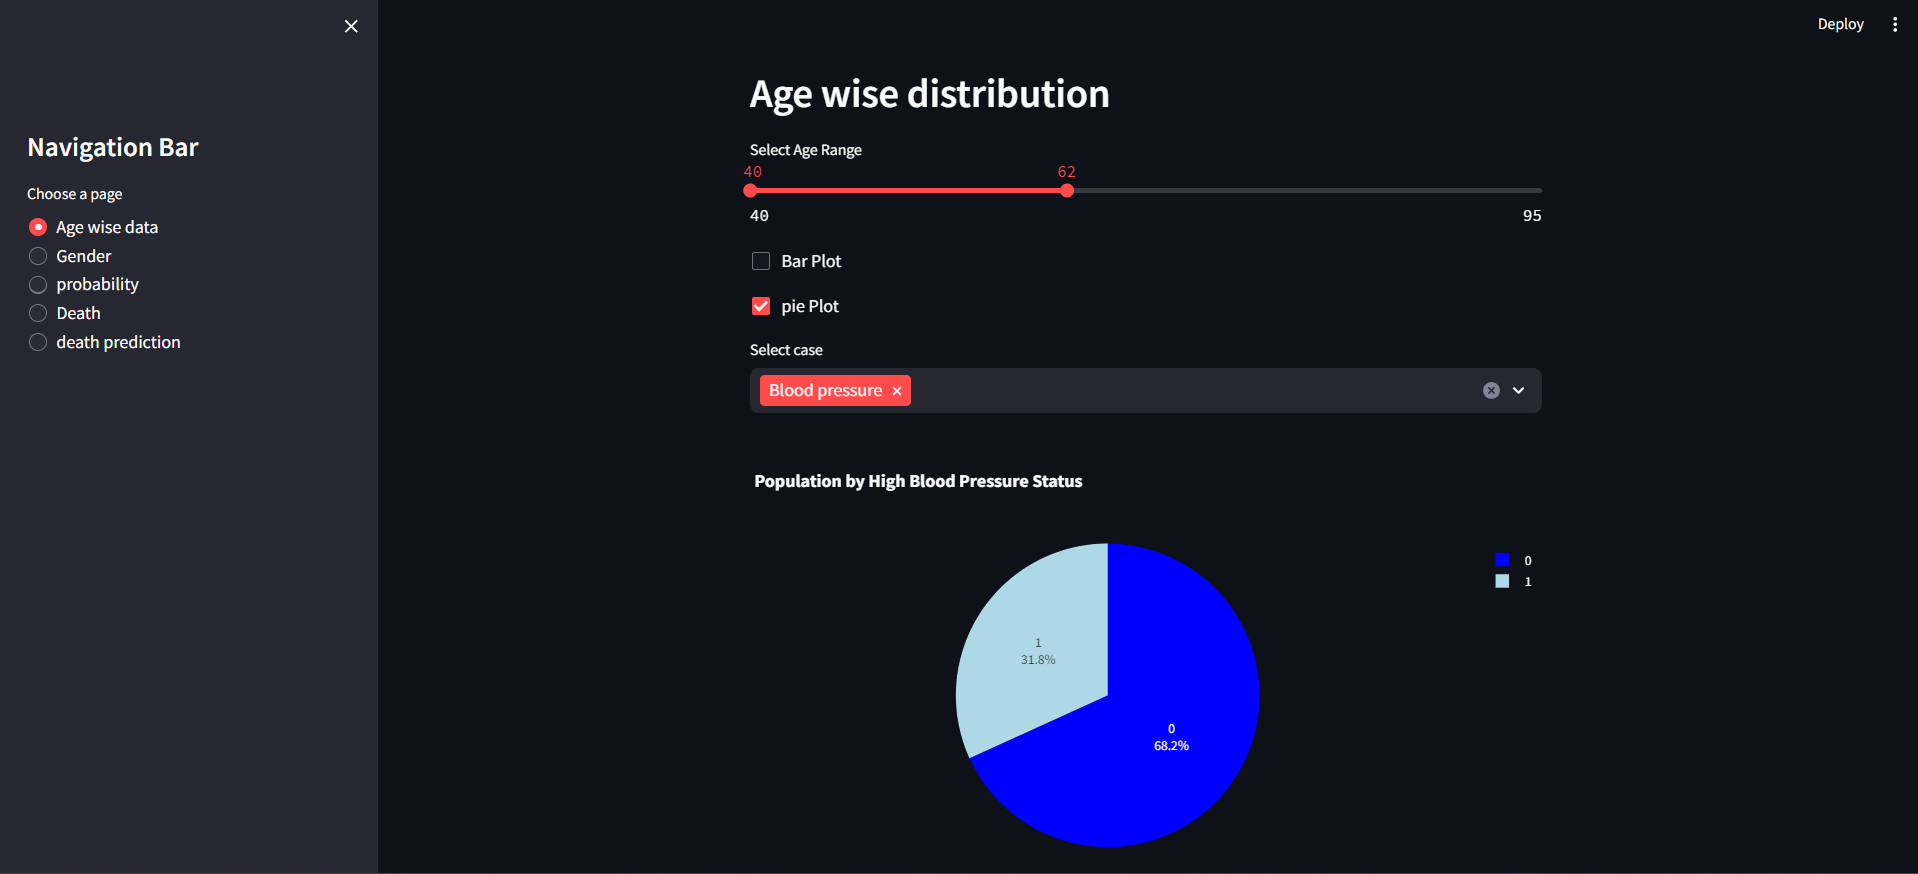 Deploy
Navigation Bar
Choose a page
Age wise data
Gender
probability
Death
death prediction
Age wise distribution
Select Age Range
40 62
40 95
Bar Plot
pie Plot
Select case
Blood pressure
Population by High Blood Pressure Status
0
1
1
31.8%
0
68.2%